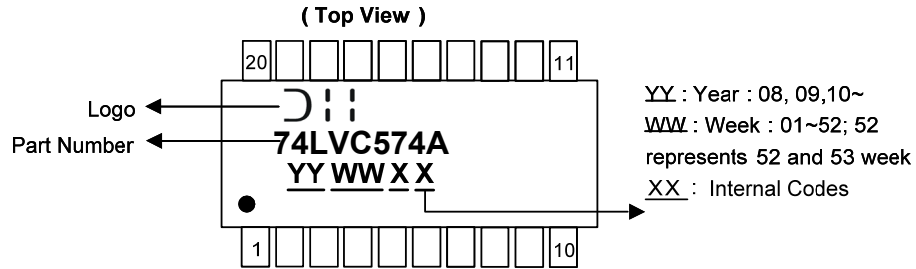 ( Top View )
20 11
Logo
Part Number
74LVC574A
YY WW X X
1 10
YY : Year : 08, 09,10~
WW : Week : 01~52; 52
represents 52 and 53 week
XX : Internal Codes